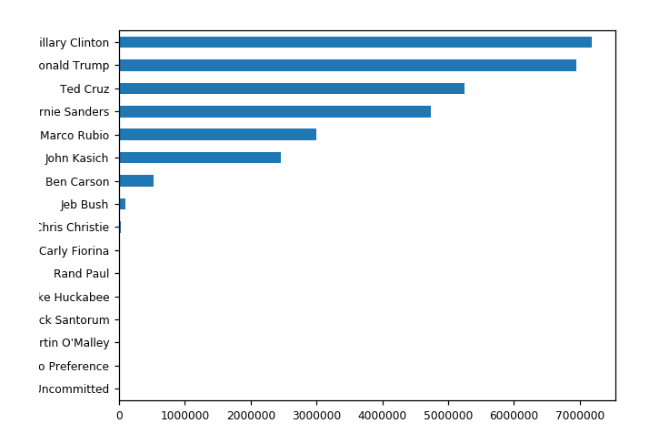 illary Clinton
onald Trump
Ted Cruz
rnie Sanders
Marco Rubio
John Kasich
Ben Carson
Jeb Bush
Chris Christie
Carly Fiorina
Rand Paul
ke Huckabee
ck Santorum
rtin O'Malley
o Preference
Uncommitted
0 1000000 2000000 3000000 4000000 5000000 6000000 7000000